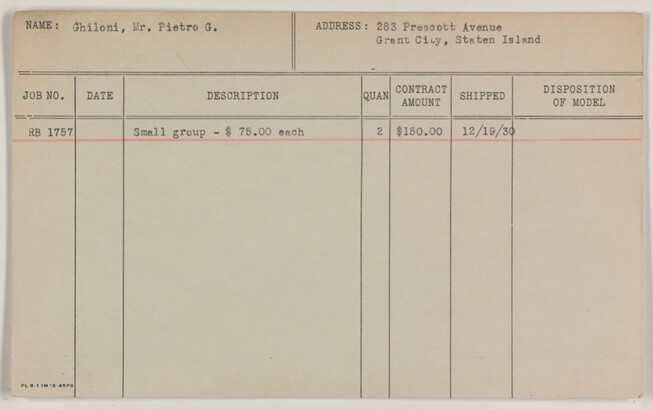 NAME: Ghiloni, Mr. Pietro G. ADDRESS: 283 Prescott Avenue
Grant City, Staten Island
JOB NO. DATE DESCRIPTION QUAN CONTRACT AMOUNT SHIPPED DISPOSITION OF MODEL
RB 1757 Small group - $ 75.00 each 2 $150.00 12/19/30